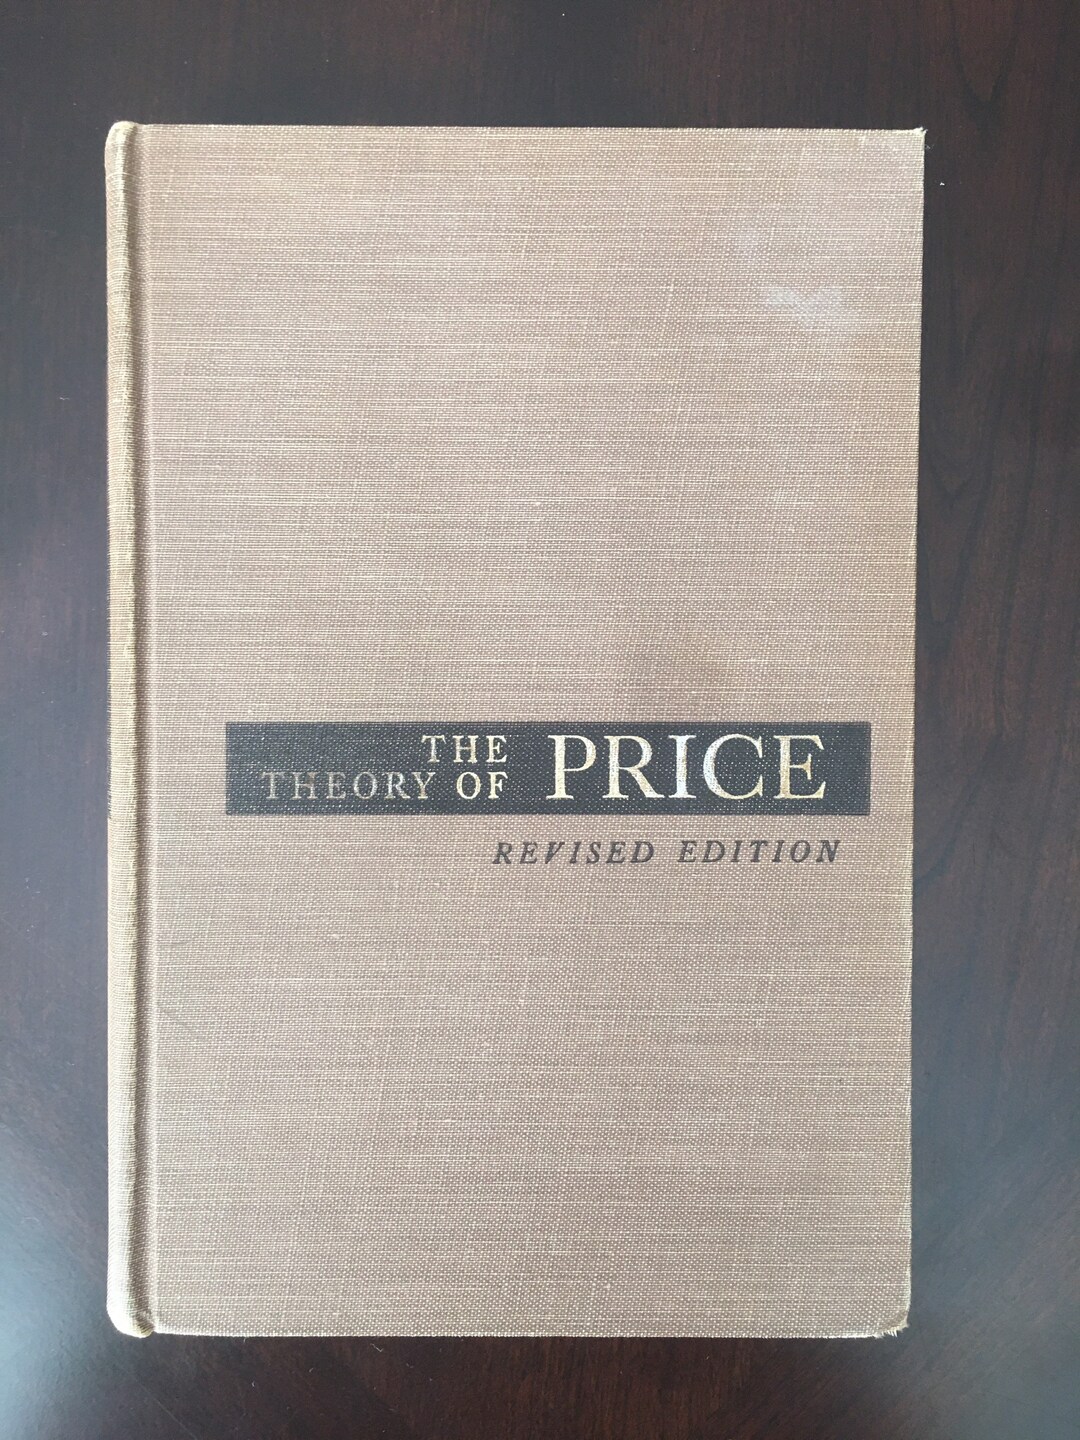 THE
THEORY OF PRICE
REVISED EDITION